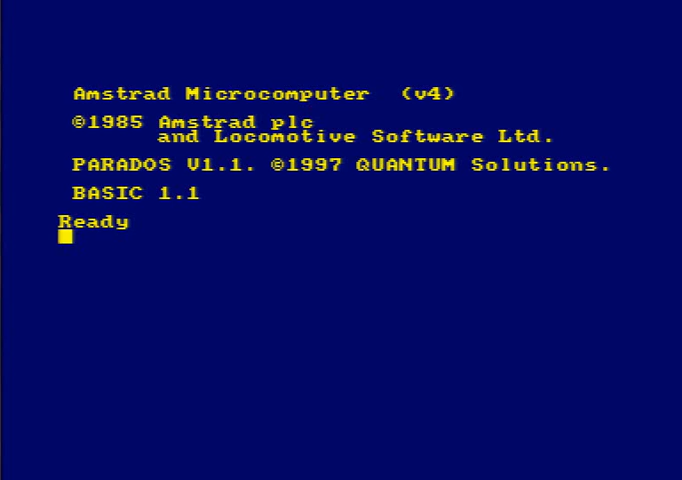 Amstrad Microcomputer (v4)
©1985 Amstrad plc
and Locomotive Software Ltd.
PARADOS V1.1. ©1997 QUANTUM Solutions.
BASIC 1.1
Ready